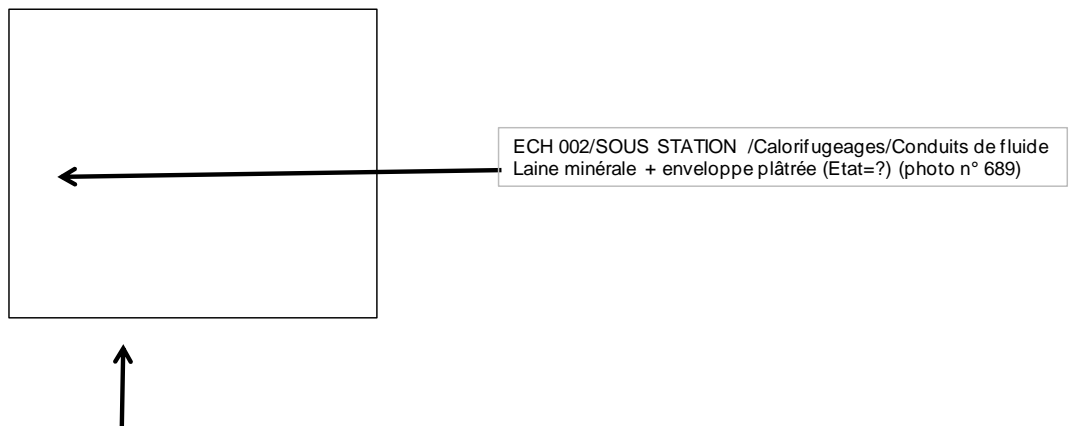 ECH 002/SOUS STATION /Calorifugeages/Conduits de fluide
Laine minérale + enveloppe plâtrée (Etat=?) (photo n° 689)